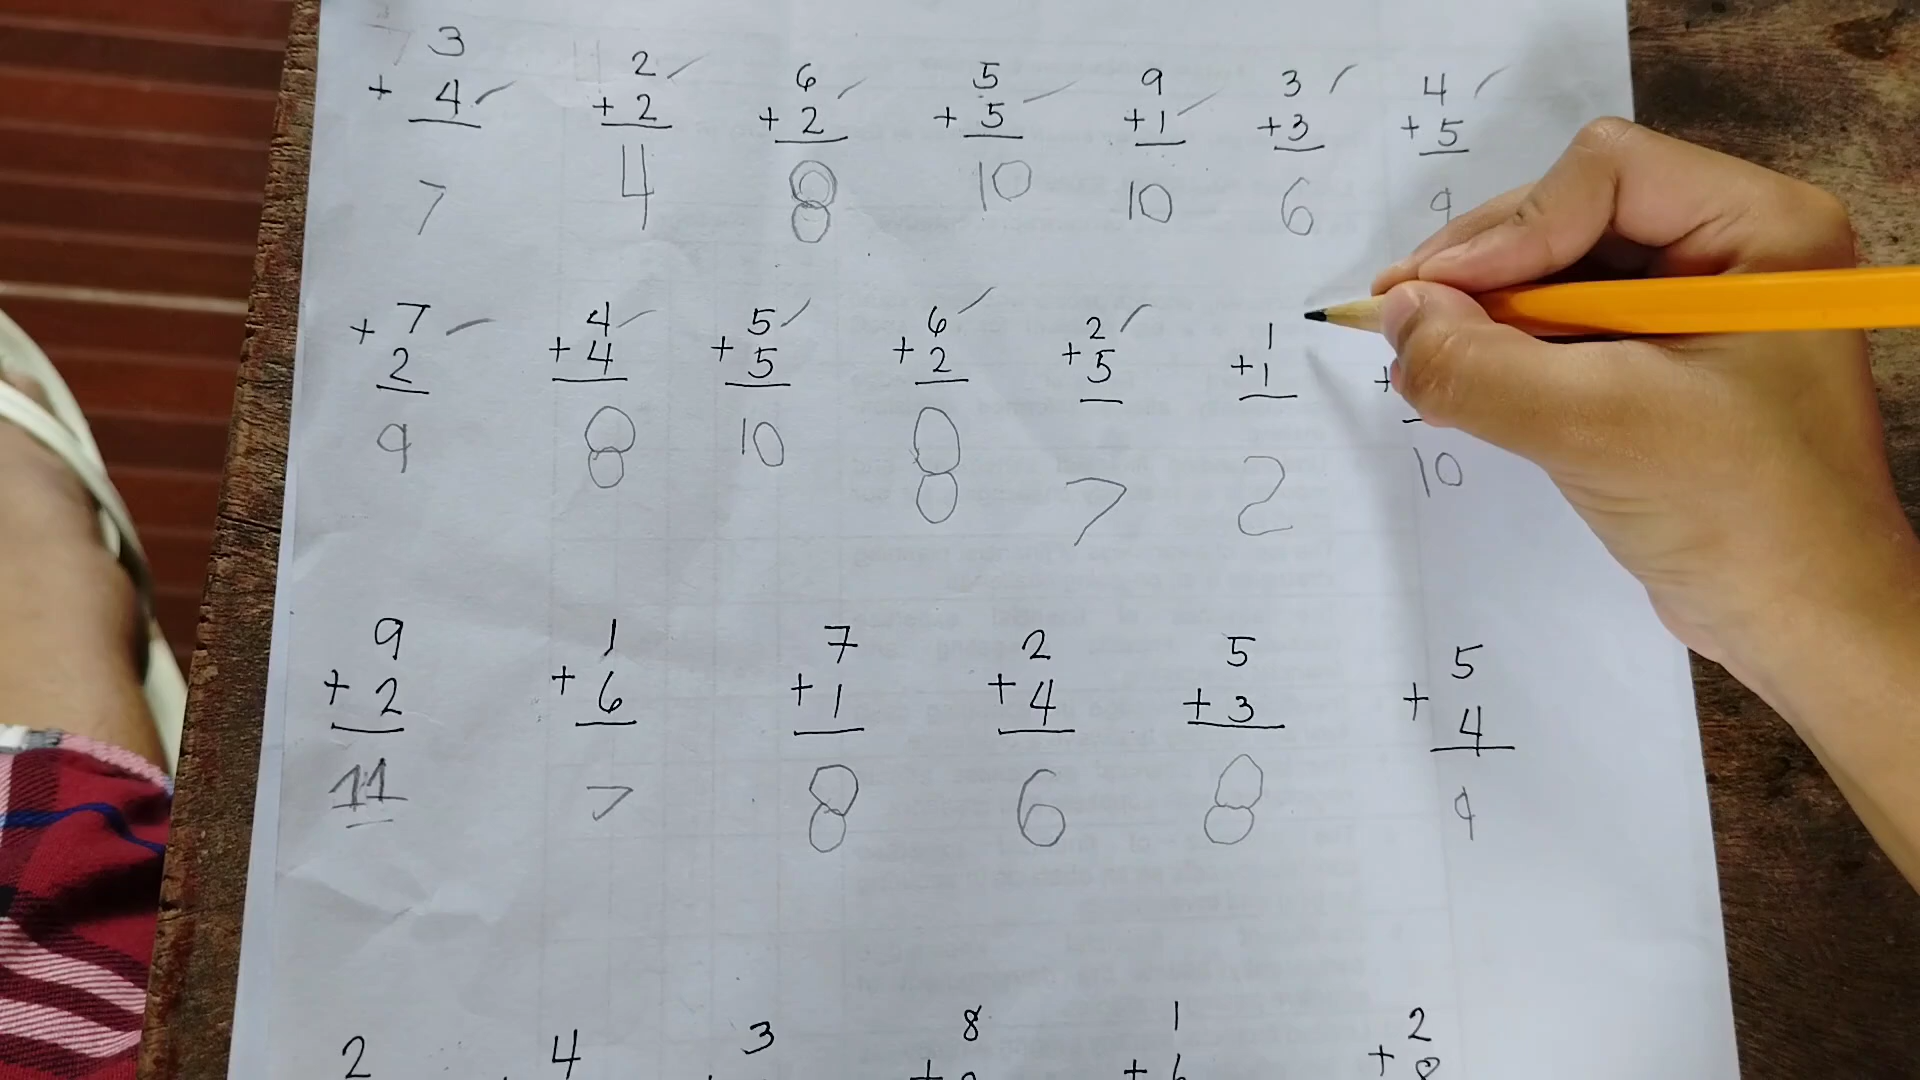 3 2 6 5 9 3 4
+ 4 + 2 + 2 + 5 + 1 + 3 + 5
7 4 8 10 10 6 9
7 4 5 6 2 1
+ 2 + 4 + 5 + 2 + 5 + 1 +
9 8 10 8 7 2 10
9 1 7 2 5 5
+ 2 + 6 + 1 + 4 + 3 + 4
11 7 8 6 8 9
2 4 3 8 1 2
+ + 6 + 8